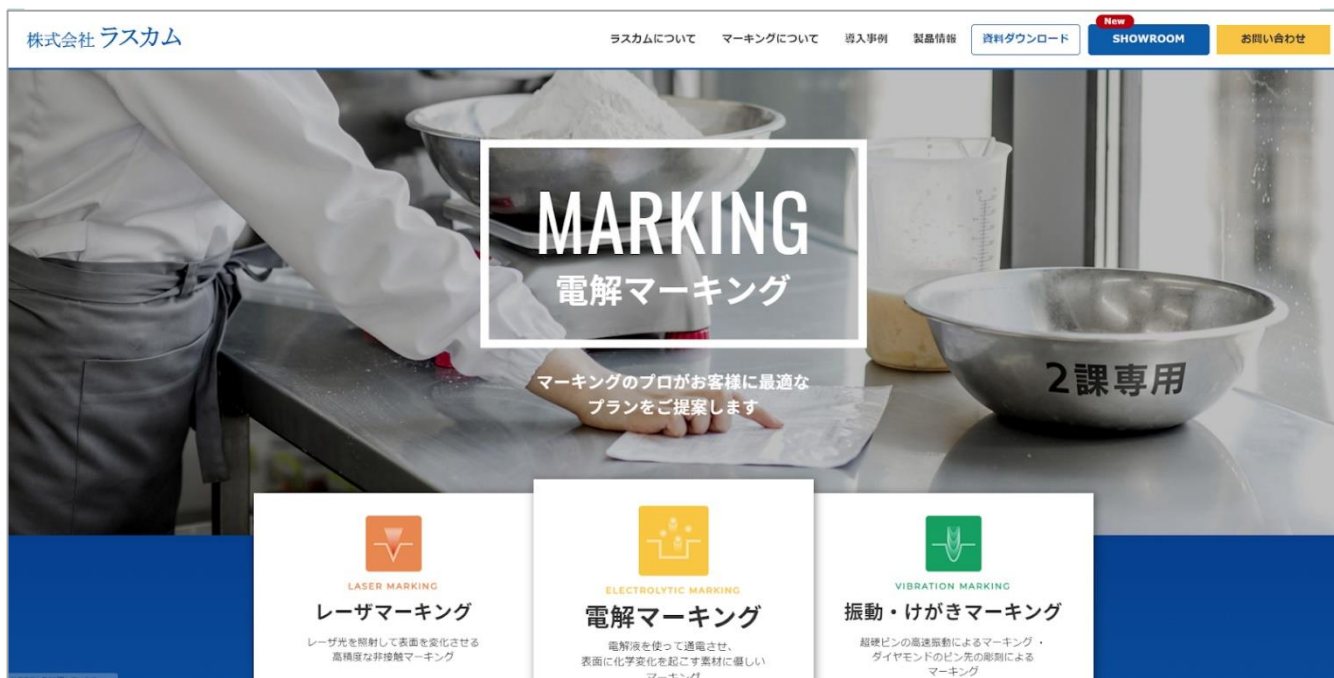 株式会社 ラスカム
ラスカムについて
マーキングについて
導入事例
製品情報
資料ダウンロード
New
SHOWROOM
お問い合わせ
MARKING
電解マーキング
マーキングのプロがお客様に最適な
プランをご提案します
2課専用
LASER MARKING
レーザマーキング
レーザ光を照射して表面を変化させる
高精度な非接触マーキング
ELECTROLYTIC MARKING
電解マーキング
電解液を使って通電させ、
表面に化学変化を起こす素材に優しい
マーキング
VIBRATION MARKING
振動・けがきマーキング
超硬ピンの高速振動によるマーキング ・
ダイヤモンドのピン先の彫刻による
マーキング